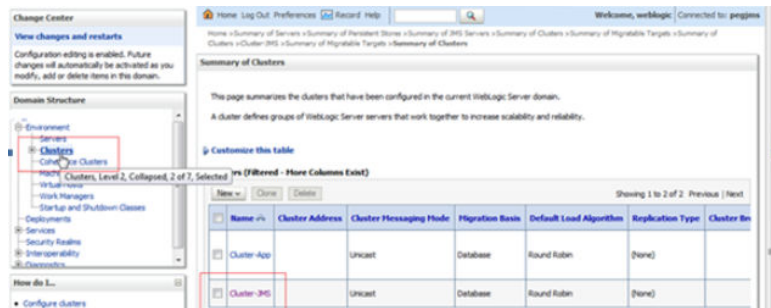 Change Center
View changes and restarts
Configuration editing is enabled. Future
changes will automatically be activated as you
modify, add or delete items in this domain.
Domain Structure
Environment
Servers
Clusters
Coherence Clusters
Clusters, Level 2, Collapsed, 2 of 7, Selected
Work Managers
Startup and Shutdown Classes
Deployments
Services
Security Realms
Interoperability
Diagnostics
How do I...
Configure clusters
Home Log Out Preferences Record Help
Welcome, weblogic Connected to: pegjms
Home >Summary of Servers >Summary of Persistent Stores >Summary of JMS Servers >Summary of Clusters >Summary of Migratable Targets >Summary of
Clusters >Cluster-JMS >Summary of Migratable Targets >Summary of Clusters
Summary of Clusters
This page summarizes the clusters that have been configured in the current WebLogic Server domain.
A cluster defines groups of WebLogic Server servers that work together to increase scalability and reliability.
Customize this table
(Filtered - More Columns Exist)
New Clone Delete
Showing 1 to 2 of 2 Previous | Next
Name Cluster Address Cluster Messaging Mode Migration Basis Default Load Algorithm Replication Type Cluster
Cluster-App Unicast Database Round Robin (None)
Cluster-JMS Unicast Database Round Robin (None)